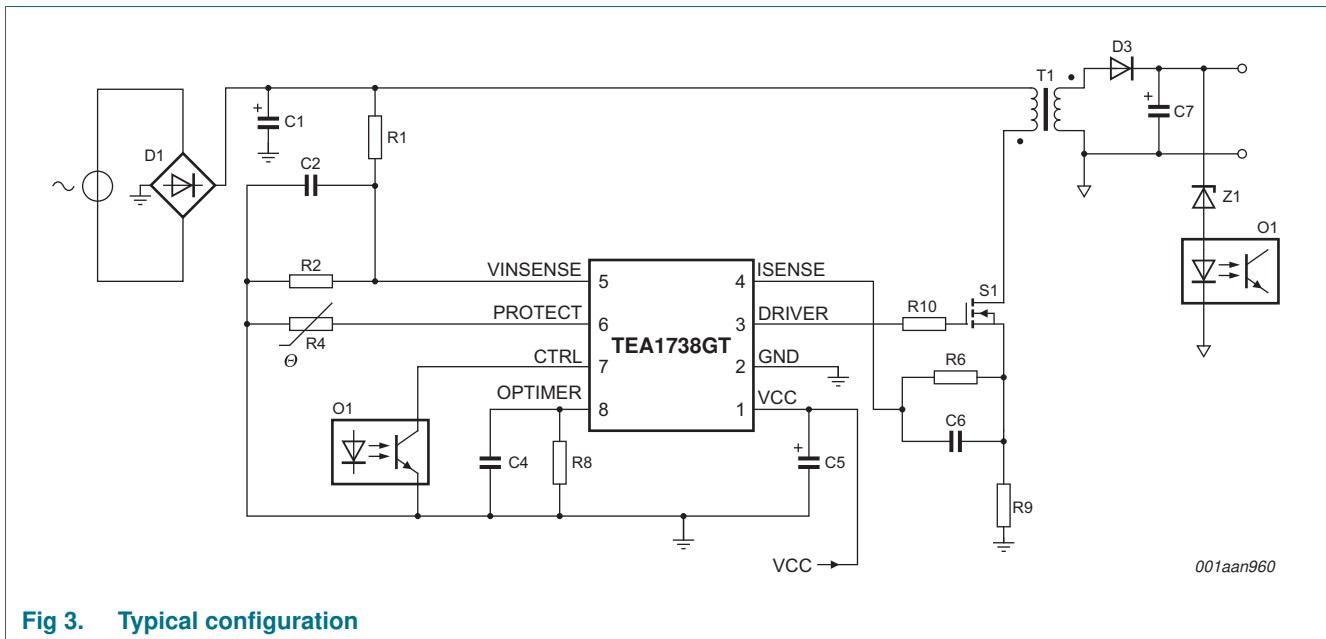 T1
D3
C1
R1
C7
D1
C2
Z1
O1
R2
VINSENSE
5
4
ISENSE
S1
R10
PROTECT
6
3
DRIVER
R4
Θ
TEA1738GT
CTRL
7
2
GND
R6
OPTIMER
8
1
VCC
C6
O1
C4
R8
C5
R9
VCC
001aan960
Fig 3. Typical configuration